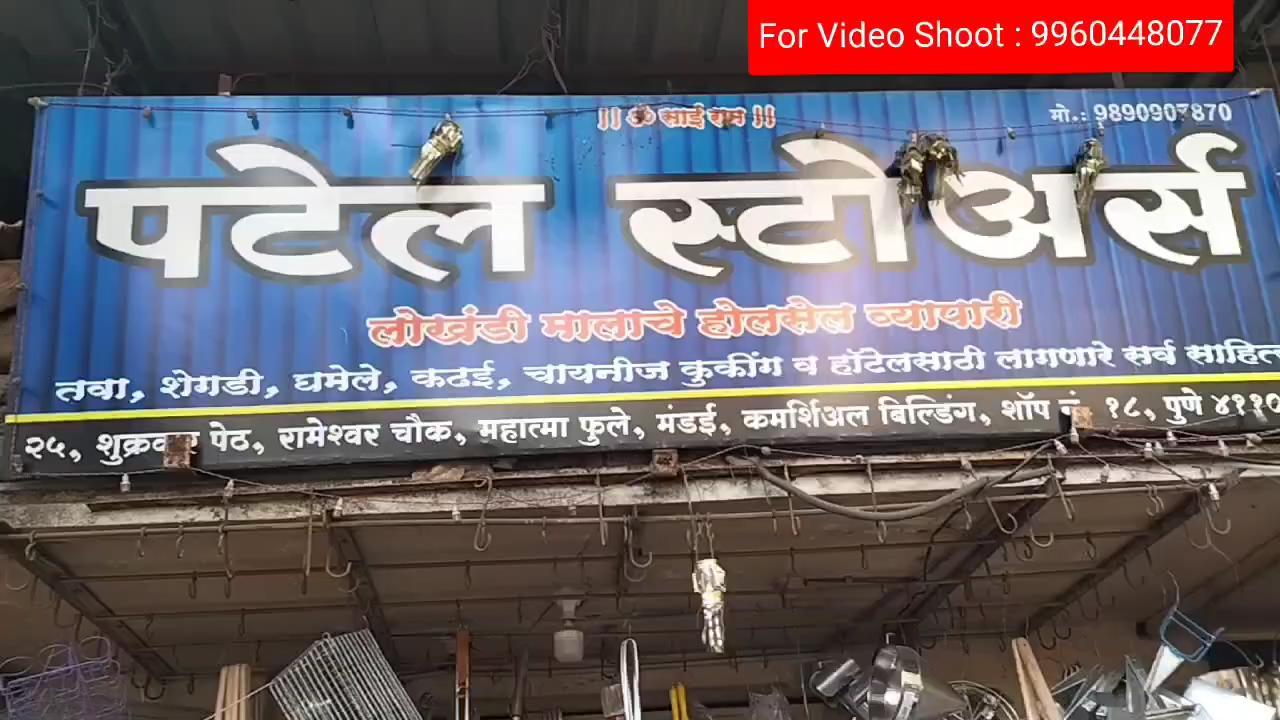 For Video Shoot : 9960448077
|| ॐ साई राम ||
मो.: 9890907870
पटेल स्टोअर्स
लोखंडी मालाचे होलसेल व्यापारी
तवा, शेगडी, घमेले, कढई, चायनीज कुकींग व हॉटेलसाठी लागणारे सर्व साहित
२५, शुक्रवार पेठ, रामेश्वर चौक, महात्मा फुले, मंडई, कमर्शिअल बिल्डिंग, शॉप नं. १८, पुणे ४११०